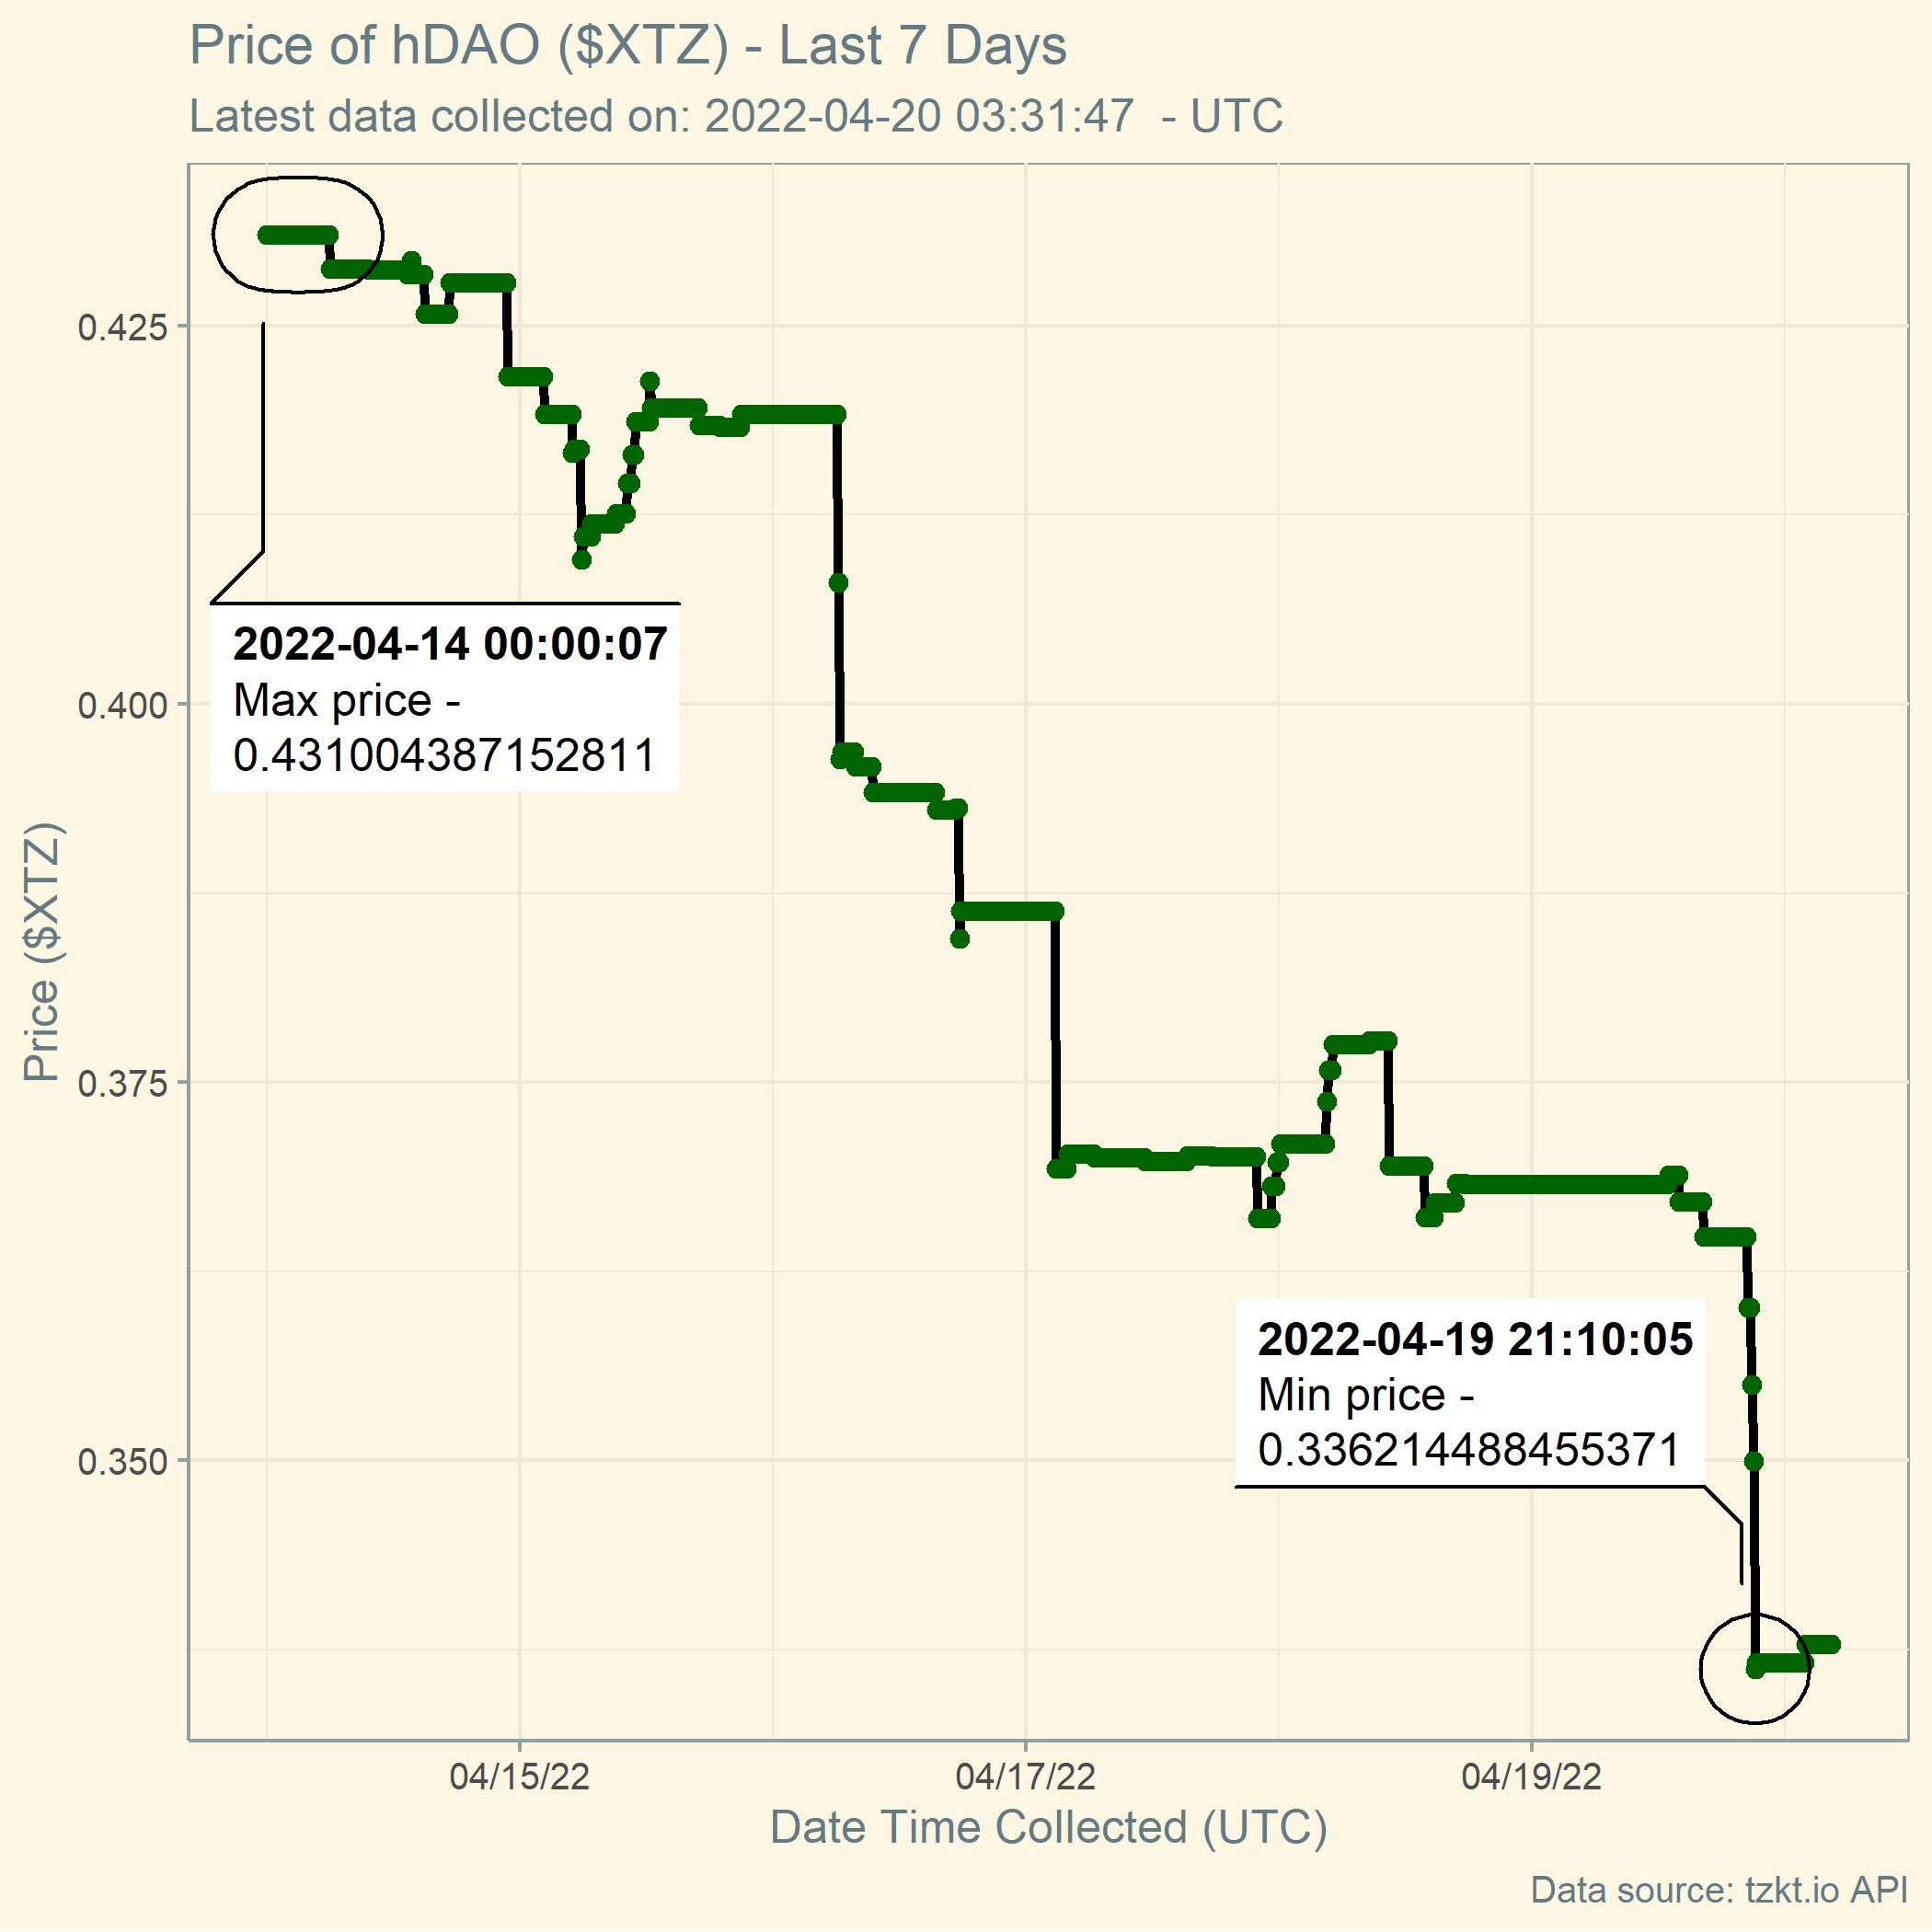 Price of hDAO ($XTZ) - Last 7 Days
Latest data collected on: 2022-04-20 03:31:47  - UTC
0.425
0.400
0.375
0.350
Price ($XTZ)
2022-04-14 00:00:07
Max price -
0.431004387152811
2022-04-19 21:10:05
Min price -
0.336214488455371
04/15/22
04/17/22
04/19/22
Date Time Collected (UTC)
Data source: tzkt.io API